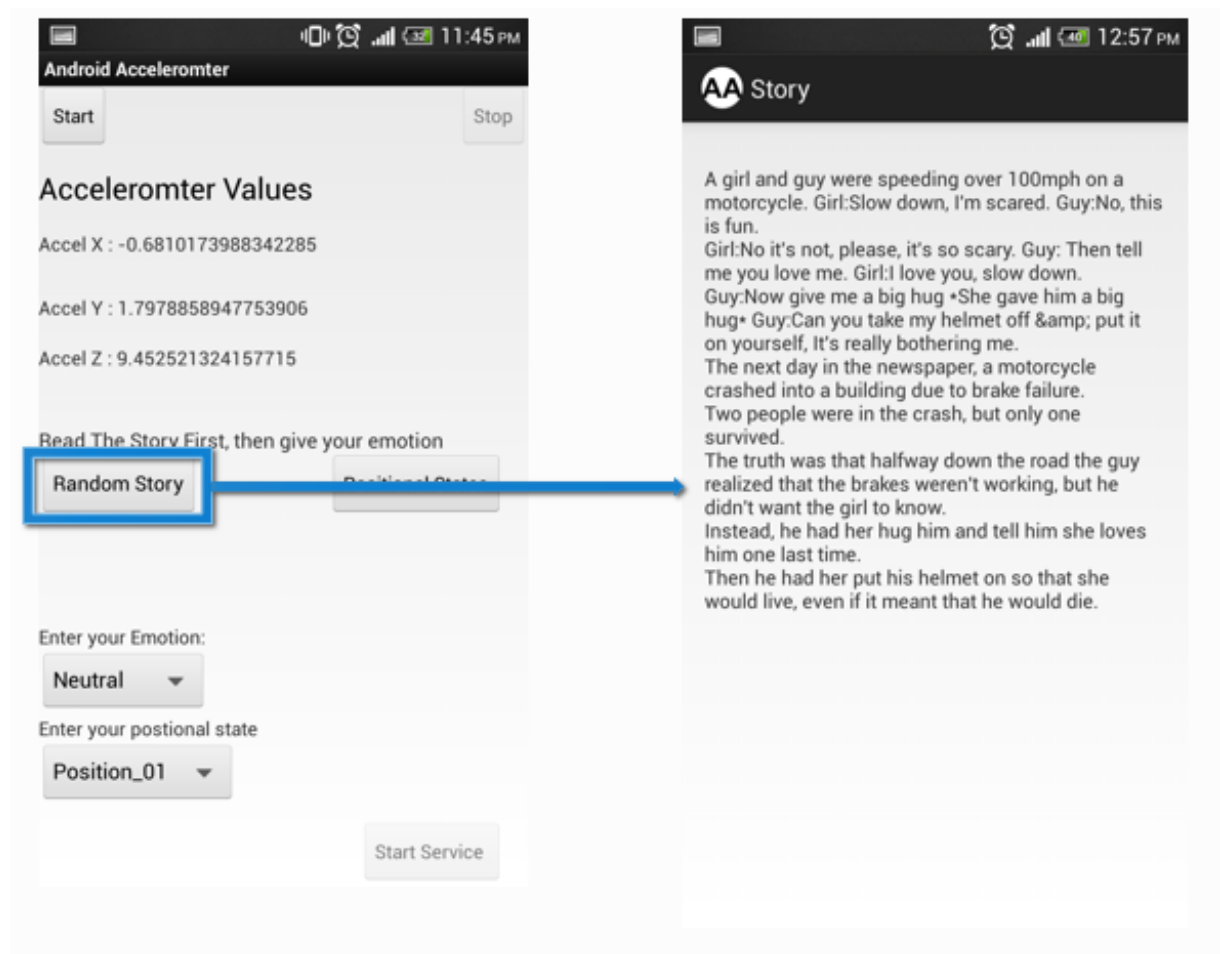 32 11:45 PM
Android Acceleromter
Start
Stop
Acceleromter Values
Accel X : -0.6810173988342285
Accel Y : 1.7978858947753906
Accel Z : 9.452521324157715
Read The Story First, then give your emotion
Random Story
Positional States
Enter your Emotion:
Neutral
Enter your postional state
Position_01
Start Service
40 12:57 PM
AA Story
A girl and guy were speeding over 100mph on a
motorcycle. Girl:Slow down, I'm scared. Guy:No, this
is fun.
Girl:No it's not, please, it's so scary. Guy: Then tell
me you love me. Girl:I love you, slow down.
Guy:Now give me a big hug *She gave him a big
hug* Guy:Can you take my helmet off &amp; put it
on yourself, It's really bothering me.
The next day in the newspaper, a motorcycle
crashed into a building due to brake failure.
Two people were in the crash, but only one
survived.
The truth was that halfway down the road the guy
realized that the brakes weren't working, but he
didn't want the girl to know.
Instead, he had her hug him and tell him she loves
him one last time.
Then he had her put his helmet on so that she
would live, even if it meant that he would die.